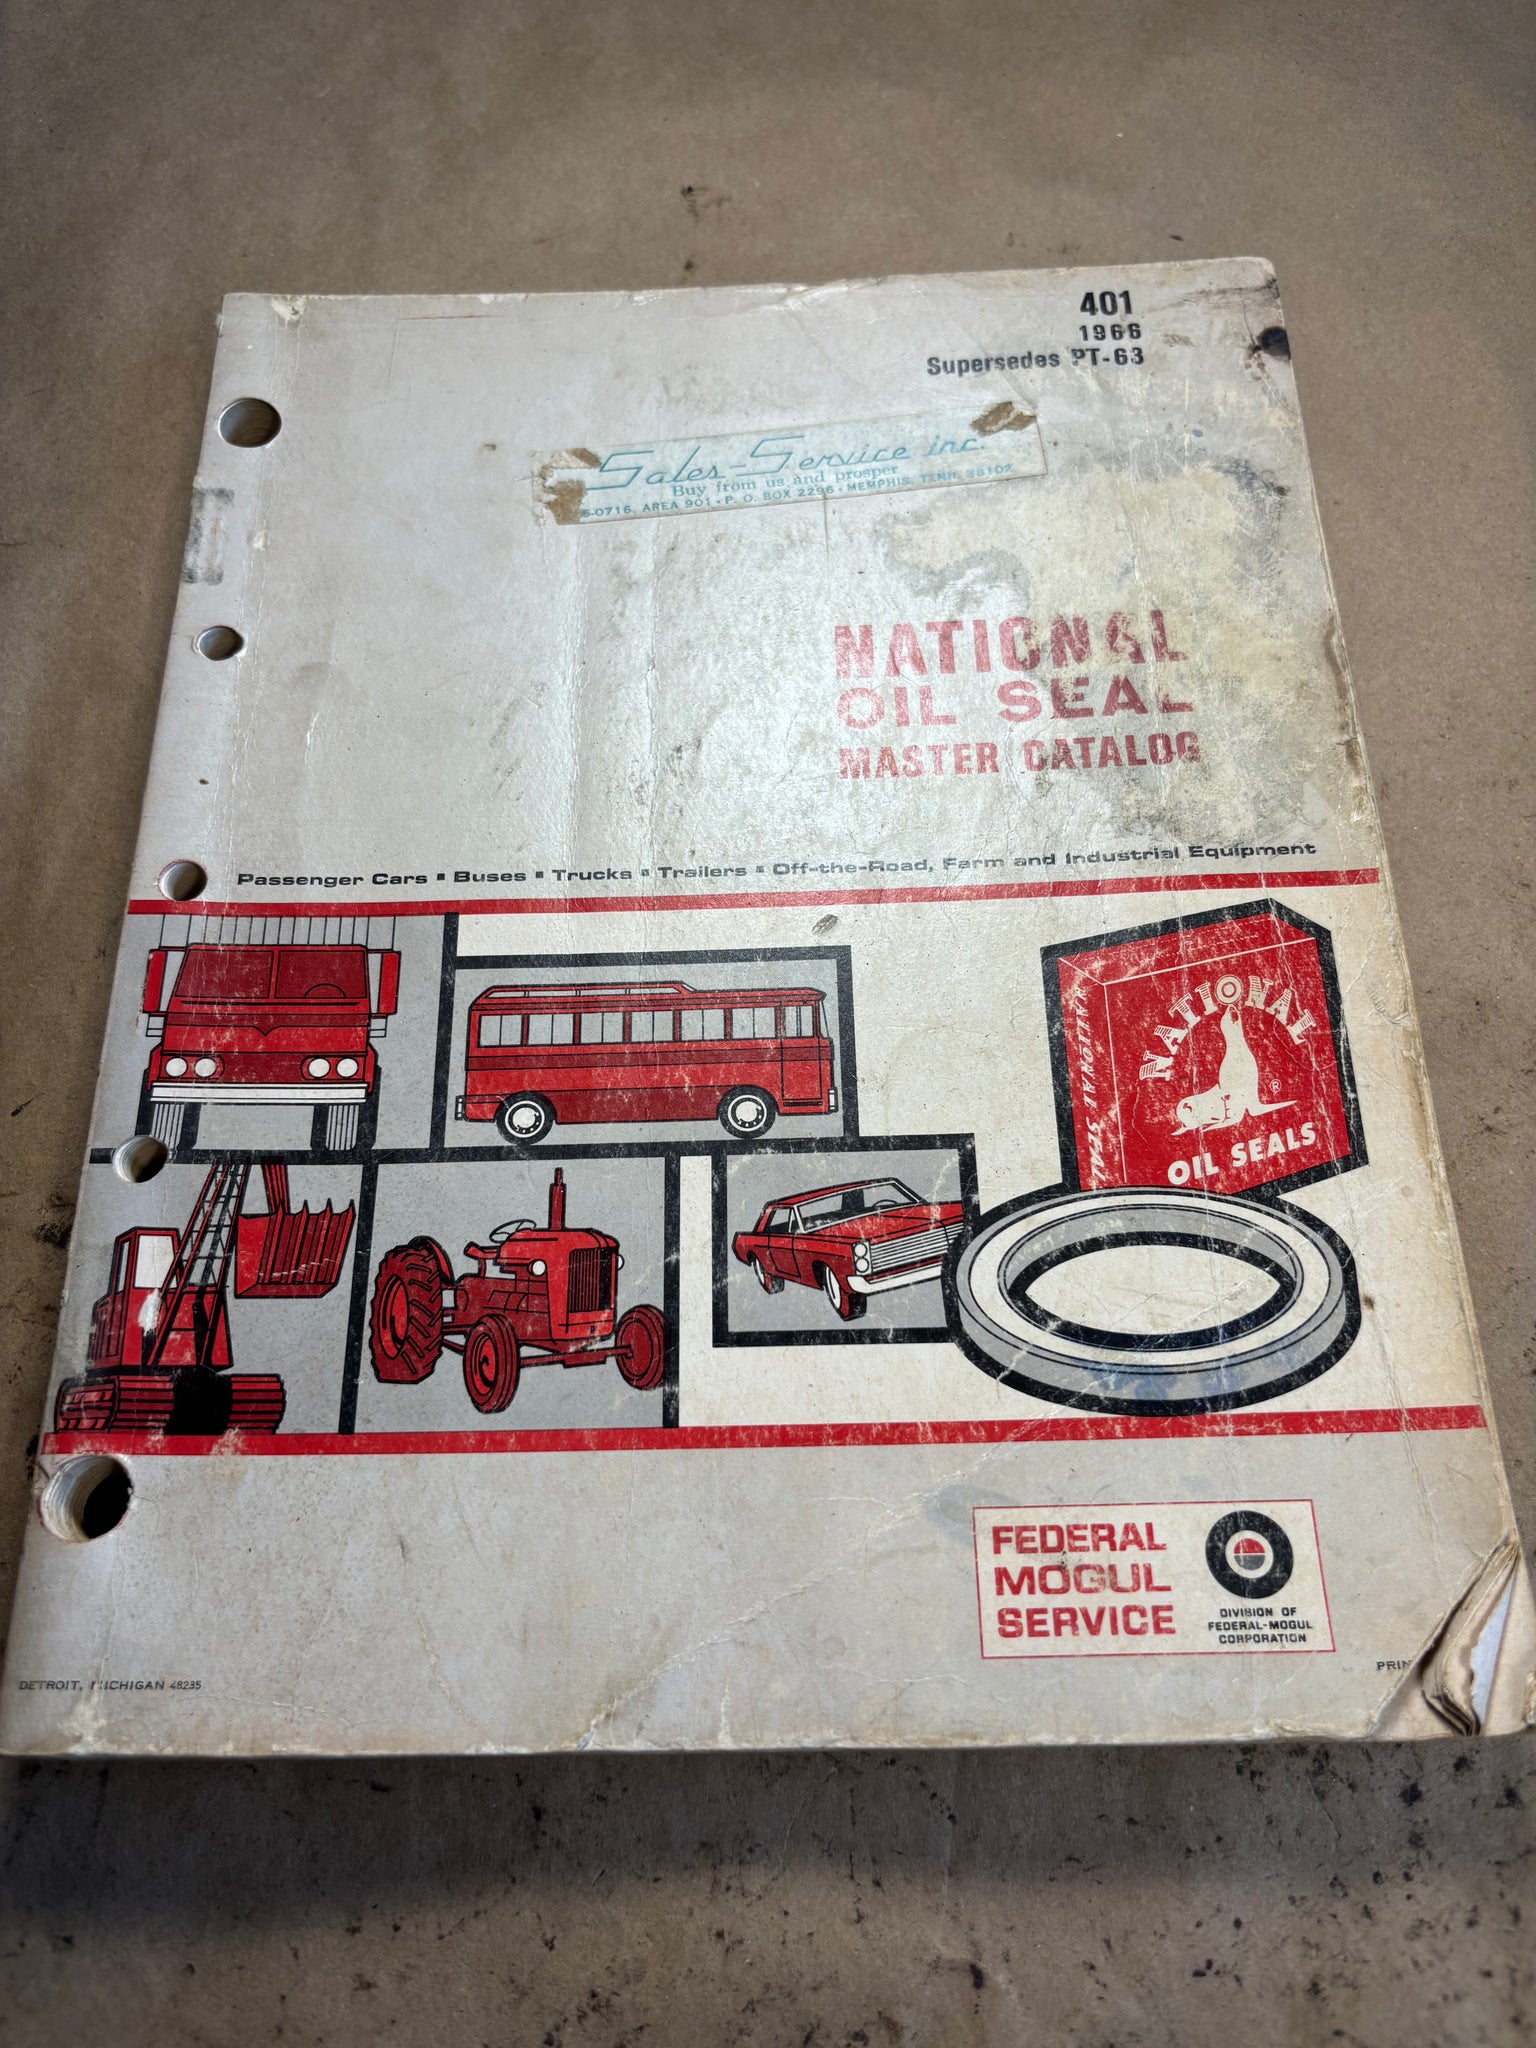 401
1966
Supersedes PT-63
Sales-Service inc.
Buy from us and prosper
5-0716, AREA 901 • P. O. BOX 2296 • MEMPHIS, TENN. 38102
NATIONAL
OIL SEAL
MASTER CATALOG
Passenger Cars ▪ Buses ▪ Trucks ▪ Trailers ▪ Off-the-Road, Farm and Industrial Equipment
NATIONAL SEAL
NATIONAL
®
OIL SEALS
FEDERAL
MOGUL
SERVICE
DIVISION OF
FEDERAL-MOGUL
CORPORATION
DETROIT, MICHIGAN 48235